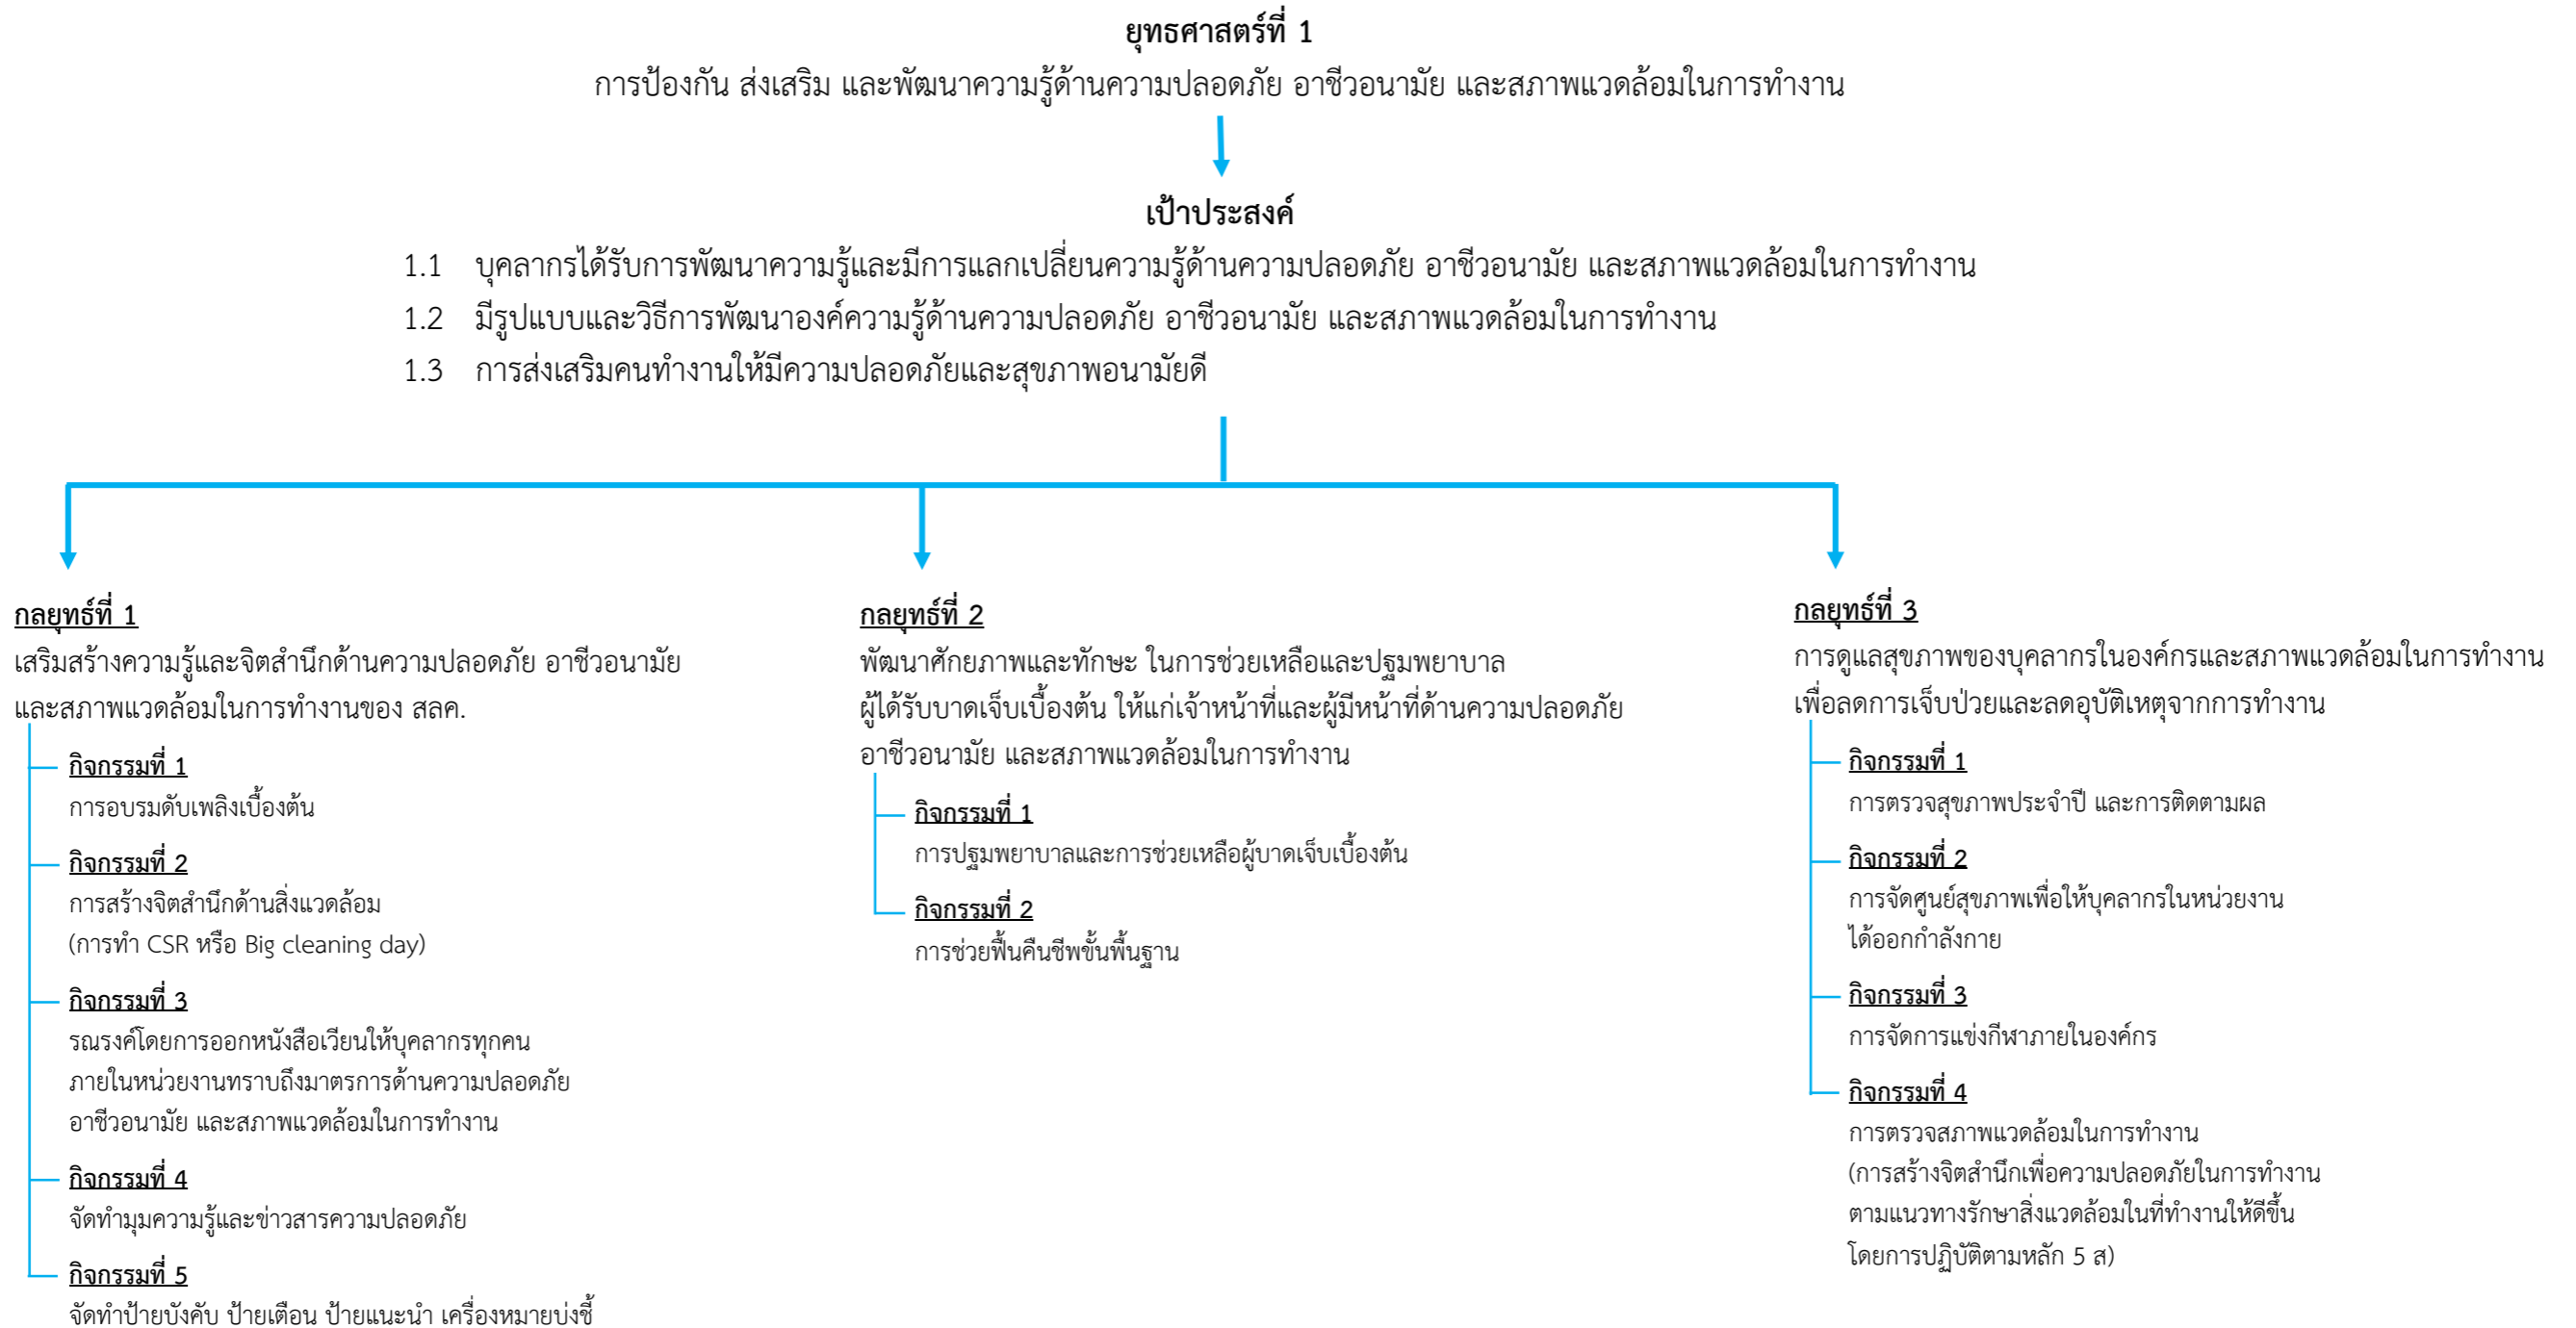 ยุทธศาสตร์ที่ 1
การป้องกัน ส่งเสริม และพัฒนาความรู้ด้านความปลอดภัย อาชีวอนามัย และสภาพแวดล้อมในการทำงาน
เป้าประสงค์
1.1 บุคลากรได้รับการพัฒนาความรู้และมีการแลกเปลี่ยนความรู้ด้านความปลอดภัย อาชีวอนามัย และสภาพแวดล้อมในการทำงาน
1.2 มีรูปแบบและวิธีการพัฒนาองค์ความรู้ด้านความปลอดภัย อาชีวอนามัย และสภาพแวดล้อมในการทำงาน
1.3 การส่งเสริมคนทำงานให้มีความปลอดภัยและสุขภาพอนามัยดี
กลยุทธ์ที่ 1
เสริมสร้างความรู้และจิตสำนึกด้านความปลอดภัย อาชีวอนามัย
และสภาพแวดล้อมในการทำงานของ สลค.
กิจกรรมที่ 1
การอบรมดับเพลิงเบื้องต้น
กิจกรรมที่ 2
การสร้างจิตสำนึกด้านสิ่งแวดล้อม
(การทำ CSR หรือ Big cleaning day)
กิจกรรมที่ 3
รณรงค์โดยการออกหนังสือเวียนให้บุคลากรทุกคน
ภายในหน่วยงานทราบถึงมาตรการด้านความปลอดภัย
อาชีวอนามัย และสภาพแวดล้อมในการทำงาน
กิจกรรมที่ 4
จัดทำมุมความรู้และข่าวสารความปลอดภัย
กิจกรรมที่ 5
จัดทำป้ายบังคับ ป้ายเตือน ป้ายแนะนำ เครื่องหมายบ่งชี้
กลยุทธ์ที่ 2
พัฒนาศักยภาพและทักษะ ในการช่วยเหลือและปฐมพยาบาล
ผู้ได้รับบาดเจ็บเบื้องต้น ให้แก่เจ้าหน้าที่และผู้มีหน้าที่ด้านความปลอดภัย
อาชีวอนามัย และสภาพแวดล้อมในการทำงาน
กิจกรรมที่ 1
การปฐมพยาบาลและการช่วยเหลือผู้บาดเจ็บเบื้องต้น
กิจกรรมที่ 2
การช่วยฟื้นคืนชีพขั้นพื้นฐาน
กลยุทธ์ที่ 3
การดูแลสุขภาพของบุคลากรในองค์กรและสภาพแวดล้อมในการทำงาน
เพื่อลดการเจ็บป่วยและลดอุบัติเหตุจากการทำงาน
กิจกรรมที่ 1
การตรวจสุขภาพประจำปี และการติดตามผล
กิจกรรมที่ 2
การจัดศูนย์สุขภาพเพื่อให้บุคลากรในหน่วยงาน
ได้ออกกำลังกาย
กิจกรรมที่ 3
การจัดการแข่งกีฬาภายในองค์กร
กิจกรรมที่ 4
การตรวจสภาพแวดล้อมในการทำงาน
(การสร้างจิตสำนึกเพื่อความปลอดภัยในการทำงาน
ตามแนวทางรักษาสิ่งแวดล้อมในที่ทำงานให้ดีขึ้น
โดยการปฏิบัติตามหลัก 5 ส)